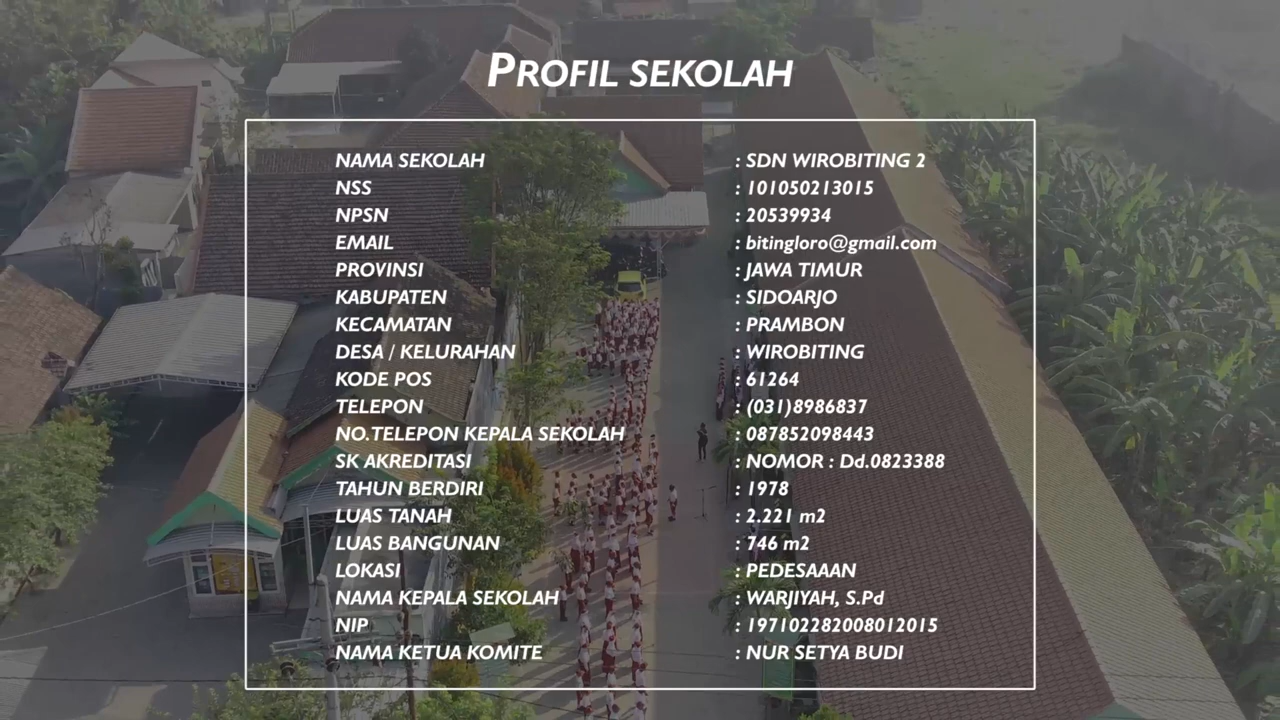 PROFIL SEKOLAH
NAMA SEKOLAH : SDN WIROBITING 2
NSS : 101050213015
NPSN : 20539934
EMAIL : bitingloro@gmail.com
PROVINSI : JAWA TIMUR
KABUPATEN : SIDOARJO
KECAMATAN : PRAMBON
DESA / KELURAHAN : WIROBITING
KODE POS : 61264
TELEPON : (031)8986837
NO.TELEPON KEPALA SEKOLAH : 087852098443
SK AKREDITASI : NOMOR : Dd.0823388
TAHUN BERDIRI : 1978
LUAS TANAH : 2.221 m2
LUAS BANGUNAN : 746 m2
LOKASI : PEDESAAAN
NAMA KEPALA SEKOLAH : WARJIYAH, S.Pd
NIP : 197102282008012015
NAMA KETUA KOMITE : NUR SETYA BUDI